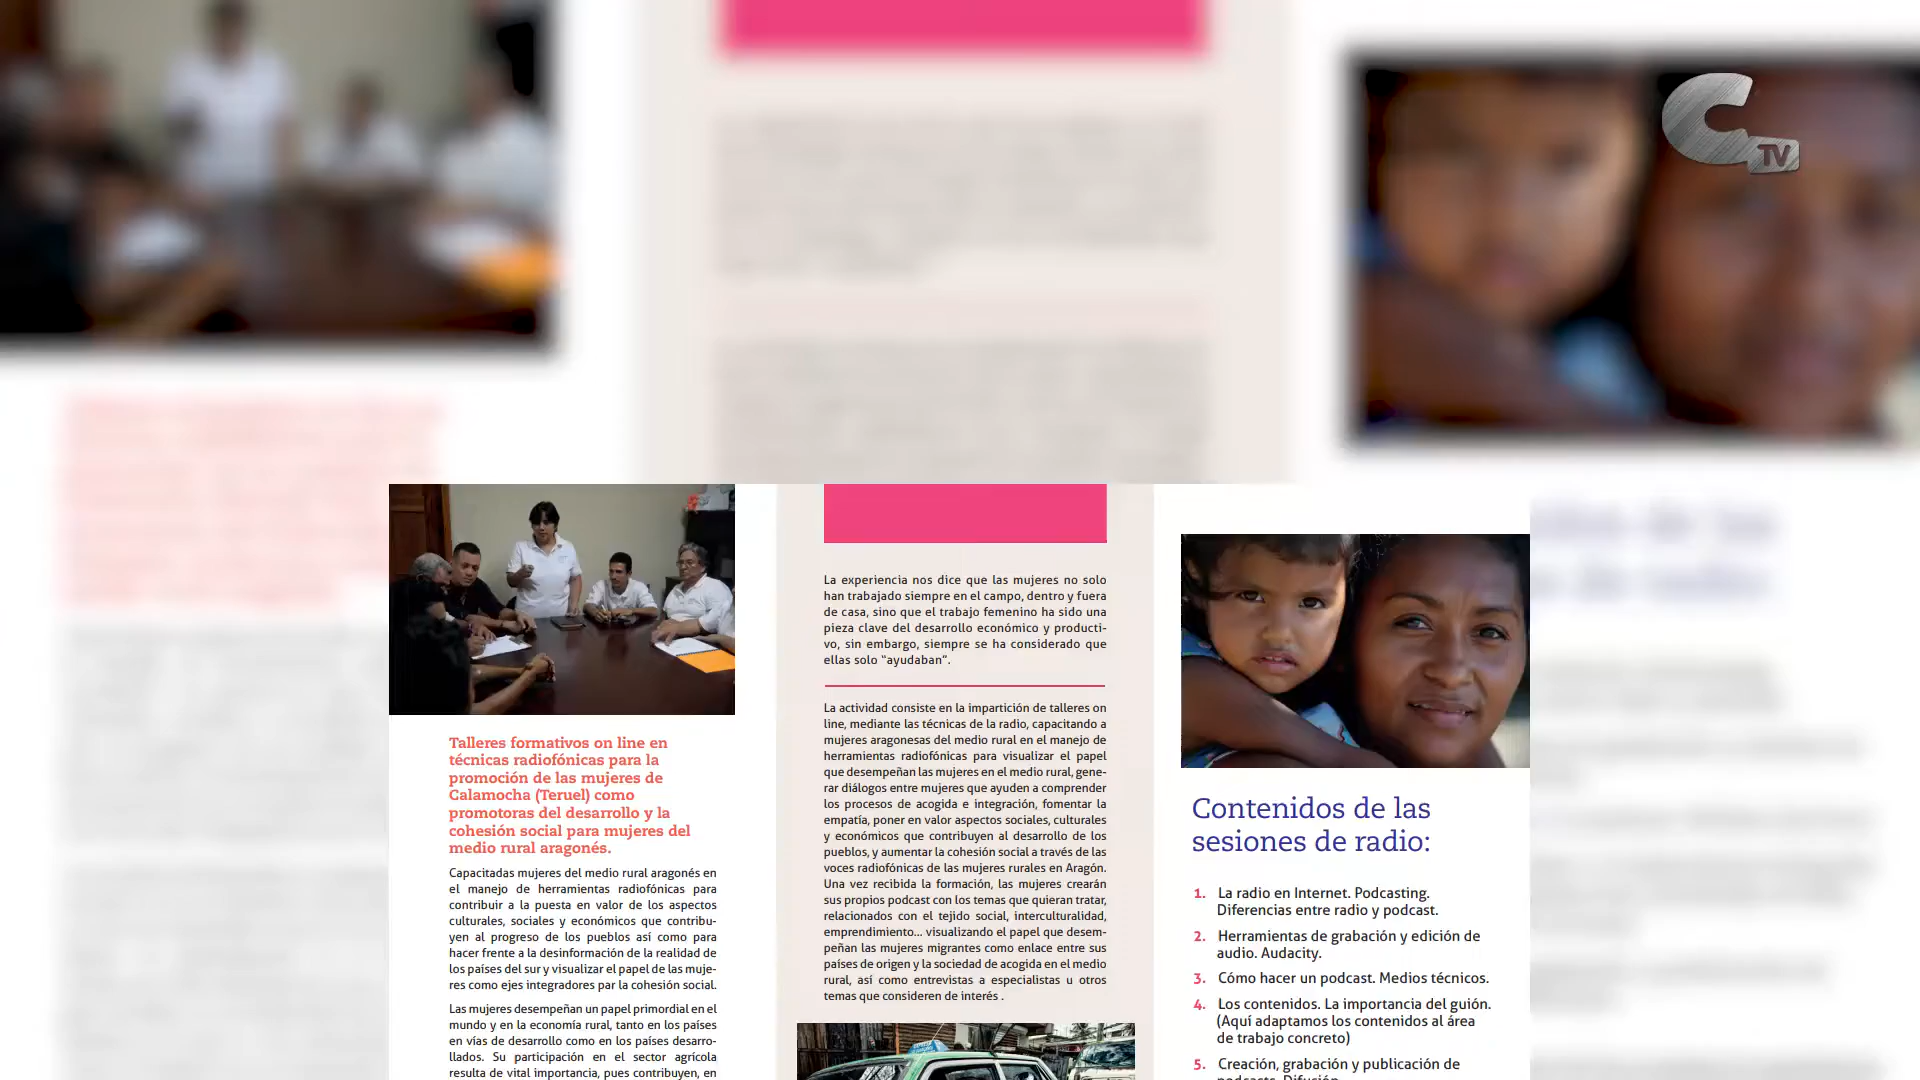 TV
Talleres formativos on line en
técnicas radiofónicas para la
promoción de las mujeres de
Calamocha (Teruel) como
promotoras del desarrollo y la
cohesión social para mujeres del
medio rural aragonés.
Capacitadas mujeres del medio rural aragonés en
el manejo de herramientas radiofónicas para
contribuir a la puesta en valor de los aspectos
culturales, sociales y económicos que contribu-
yen al progreso de los pueblos así como para
hacer frente a la desinformación de la realidad de
los países del sur y visualizar el papel de las muje-
res como ejes integradores par la cohesión social.
Las mujeres desempeñan un papel primordial en el
mundo y en la economía rural, tanto en los países
en vías de desarrollo como en los países desarro-
llados. Su participación en el sector agrícola
resulta de vital importancia, pues contribuyen, en
La experiencia nos dice que las mujeres no solo
han trabajado siempre en el campo, dentro y fuera
de casa, sino que el trabajo femenino ha sido una
pieza clave del desarrollo económico y producti-
vo, sin embargo, siempre se ha considerado que
ellas solo “ayudaban”.
La actividad consiste en la impartición de talleres on
line, mediante las técnicas de la radio, capacitando a
mujeres aragonesas del medio rural en el manejo de
herramientas radiofónicas para visualizar el papel
que desempeñan las mujeres en el medio rural, gene-
rar diálogos entre mujeres que ayuden a comprender
los procesos de acogida e integración, fomentar la
empatía, poner en valor aspectos sociales, culturales
y económicos que contribuyen al desarrollo de los
pueblos, y aumentar la cohesión social a través de las
voces radiofónicas de las mujeres rurales en Aragón.
Una vez recibida la formación, las mujeres crearán
sus propios podcast con los temas que quieran tratar,
relacionados con el tejido social, interculturalidad,
emprendimiento... visualizando el papel que desem-
peñan las mujeres migrantes como enlace entre sus
países de origen y la sociedad de acogida en el medio
rural, así como entrevistas a especialistas u otros
temas que consideren de interés .
Contenidos de las
sesiones de radio:
1. La radio en Internet. Podcasting.
Diferencias entre radio y podcast.
2. Herramientas de grabación y edición de
audio. Audacity.
3. Cómo hacer un podcast. Medios técnicos.
4. Los contenidos. La importancia del guión.
(Aquí adaptamos los contenidos al área
de trabajo concreto)
5. Creación, grabación y publicación de
podcasts. Difusión.